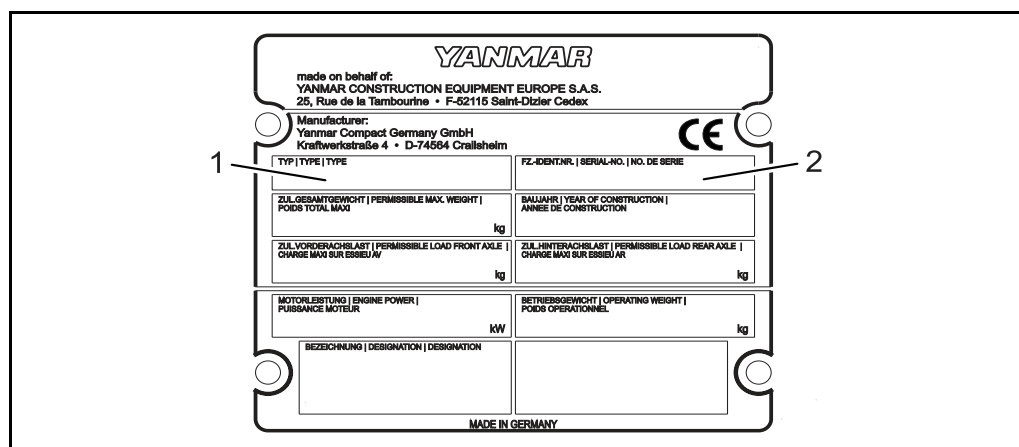 YANMAR
made on behalf of:
YANMAR CONSTRUCTION EQUIPMENT EUROPE S.A.S.
25, Rue de la Tambourine • F-52115 Saint-Dizier Cedex
Manufacturer:
Yanmar Compact Germany GmbH
Kraftwerkstraße 4 • D-74564 Crailsheim
CE
1
TYP | TYPE | TYPE
FZ.-IDENT.NR. | SERIAL-NO. | NO. DE SERIE
2
ZUL.GESAMTGEWICHT | PERMISSIBLE MAX. WEIGHT |
POIDS TOTAL MAXI
kg
BAUJAHR | YEAR OF CONSTRUCTION |
ANNEE DE CONSTRUCTION
ZUL.VORDERACHSLAST | PERMISSIBLE LOAD FRONT AXLE |
CHARGE MAXI SUR ESSIEU AV
kg
ZUL.HINTERACHSLAST | PERMISSIBLE LOAD REAR AXLE |
CHARGE MAXI SUR ESSIEU AR
kg
MOTORLEISTUNG | ENGINE POWER |
PUISSANCE MOTEUR
kW
BETRIEBSGEWICHT | OPERATING WEIGHT |
POIDS OPERATIONNEL
kg
BEZEICHNUNG | DESIGNATION | DESIGNATION
MADE IN GERMANY